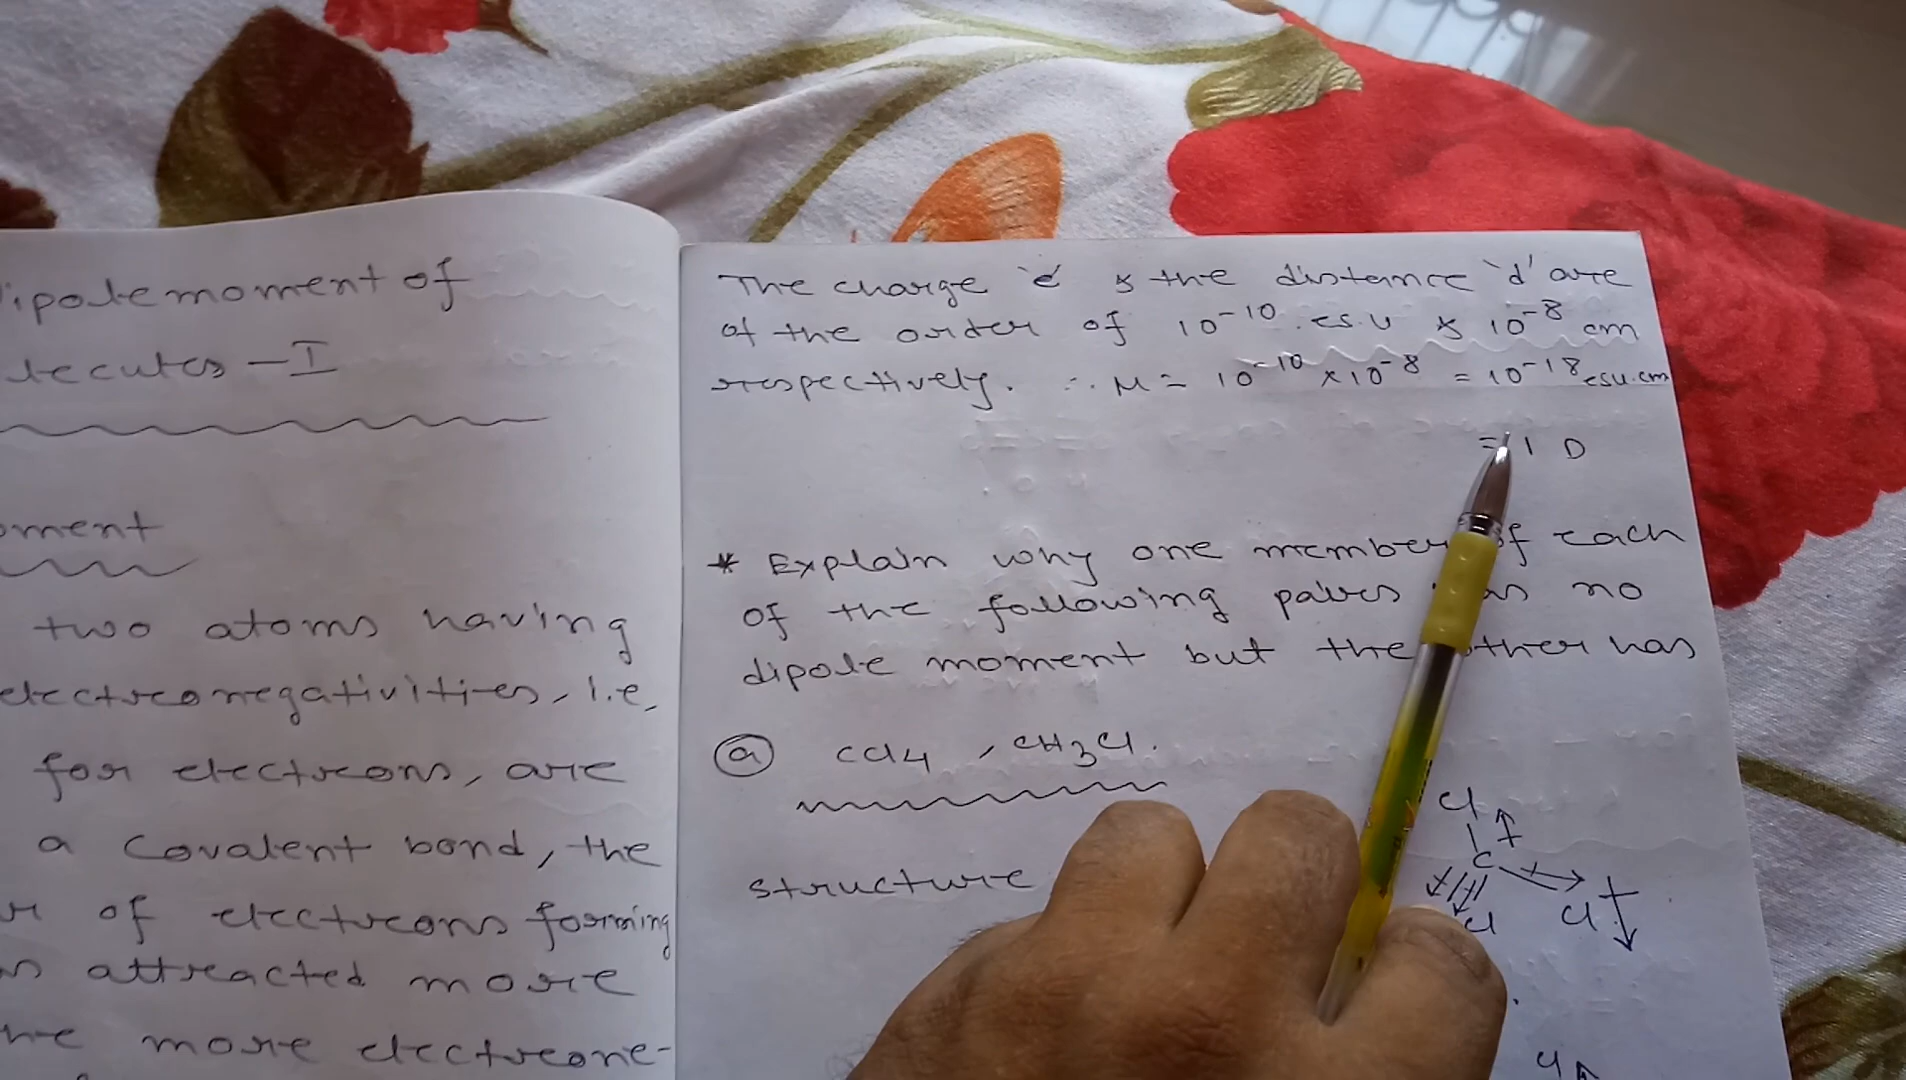 ipole moment of
lecules - I
oment
two atoms having
electronegativities, i.e,
for electrons, are
a covalent bond, the
of electrons forming
attracted more
more electrone-
The charge 'e' & the distance 'd' are
of the order of 10⁻¹⁰ esu & 10⁻⁸ cm
respectively. ∴ M = 10⁻¹⁰ × 10⁻⁸ = 10⁻¹⁸ esu.cm
= 1 D
* Explain why one member of each
of the following pairs has no
dipole moment but the other has
(a) CCl4, CH3Cl.
structure
Cl
C
Cl
Cl